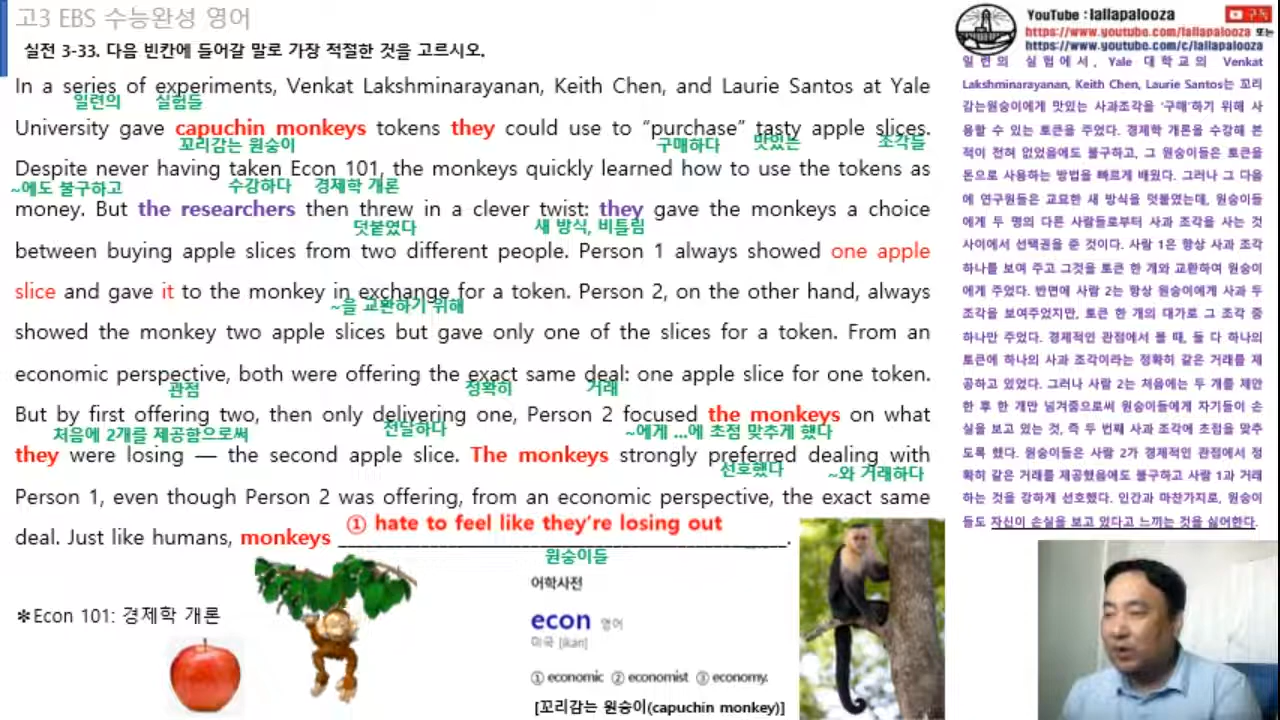 고3 EBS 수능완성 영어
실전 3-33. 다음 빈칸에 들어갈 말로 가장 적절한 것을 고르시오.
In a series of experiments, Venkat Lakshminarayanan, Keith Chen, and Laurie Santos at Yale
일련의 실험들
University gave capuchin monkeys tokens they could use to “purchase” tasty apple slices.
꼬리감는 원숭이 구매하다 맛있는 조각들
Despite never having taken Econ 101, the monkeys quickly learned how to use the tokens as
~에도 불구하고 수강하다 경제학 개론
money. But the researchers then threw in a clever twist: they gave the monkeys a choice
덧붙였다 새 방식, 비틀림
between buying apple slices from two different people. Person 1 always showed one apple
slice and gave it to the monkey in exchange for a token. Person 2, on the other hand, always
~을 교환하기 위해
showed the monkey two apple slices but gave only one of the slices for a token. From an
economic perspective, both were offering the exact same deal: one apple slice for one token.
관점 정확히 거래
But by first offering two, then only delivering one, Person 2 focused the monkeys on what
처음에 2개를 제공함으로써 전달하다 ~에게 ...에 초점 맞추게 했다
they were losing — the second apple slice. The monkeys strongly preferred dealing with
선호했다 ~와 거래하다
Person 1, even though Person 2 was offering, from an economic perspective, the exact same
① hate to feel like they’re losing out
deal. Just like humans, monkeys ____________________.
원숭이들
＊Econ 101: 경제학 개론
어학사전
econ 영어
미국 [ikan]
① economic ② economist ③ economy.
[꼬리감는 원숭이(capuchin monkey)]
YouTube : lallapalooza 구독
https://www.youtube.com/lallapalooza 또는
https://www.youtube.com/c/lallapalooza
일련의 실험에서, Yale 대학교의 Venkat
Lakshminarayanan, Keith Chen, Laurie Santos는 꼬리
감는원숭이에게 맛있는 사과조각을 ‘구매’하기 위해 사
용할 수 있는 토큰을 주었다. 경제학 개론을 수강해 본
적이 전혀 없었음에도 불구하고, 그 원숭이들은 토큰을
돈으로 사용하는 방법을 빠르게 배웠다. 그러나 그 다음
에 연구원들은 교묘한 새 방식을 덧붙였는데, 원숭이들
에게 두 명의 다른 사람들로부터 사과 조각을 사는 것
사이에서 선택권을 준 것이다. 사람 1은 항상 사과 조각
하나를 보여 주고 그것을 토큰 한 개와 교환하여 원숭이
에게 주었다. 반면에 사람 2는 항상 원숭이에게 사과 두
조각을 보여주었지만, 토큰 한 개의 대가로 그 조각 중
하나만 주었다. 경제적인 관점에서 볼 때, 둘 다 하나의
토큰에 하나의 사과 조각이라는 정확히 같은 거래를 제
공하고 있었다. 그러나 사람 2는 처음에는 두 개를 제안
한 후 한 개만 넘겨줌으로써 원숭이들에게 자기들이 손
실을 보고 있는 것, 즉 두 번째 사과 조각에 초점을 맞추
도록 했다. 원숭이들은 사람 2가 경제적인 관점에서 정
확히 같은 거래를 제공했음에도 불구하고 사람 1과 거래
하는 것을 강하게 선호했다. 인간과 마찬가지로, 원숭이
들도 자신이 손실을 보고 있다고 느끼는 것을 싫어한다.